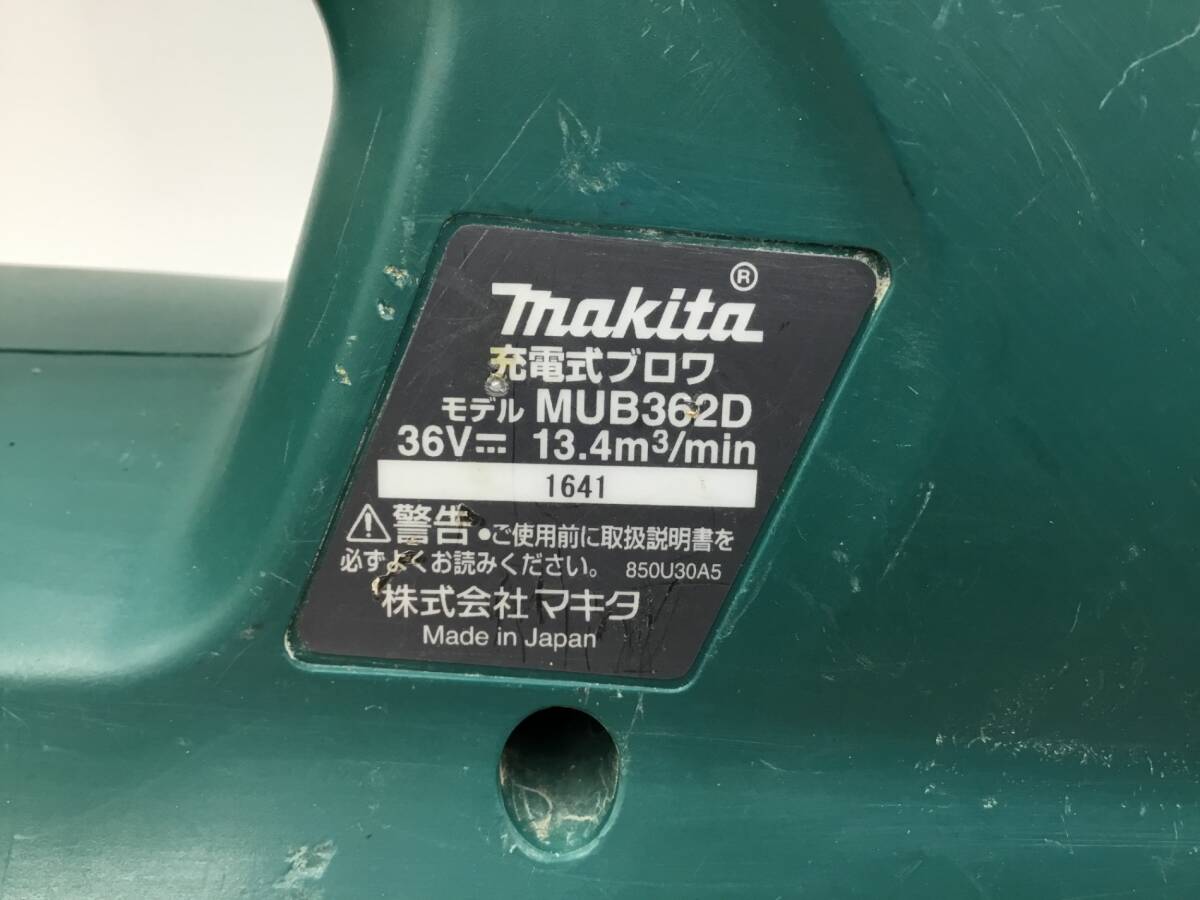 makita®
充電式ブロワ
モデル MUB362D
36V⎓ 13.4m³/min
1641
⚠警告 ●ご使用前に取扱説明書を
必ずよくお読みください。 850U30A5
株式会社マキタ
Made in Japan